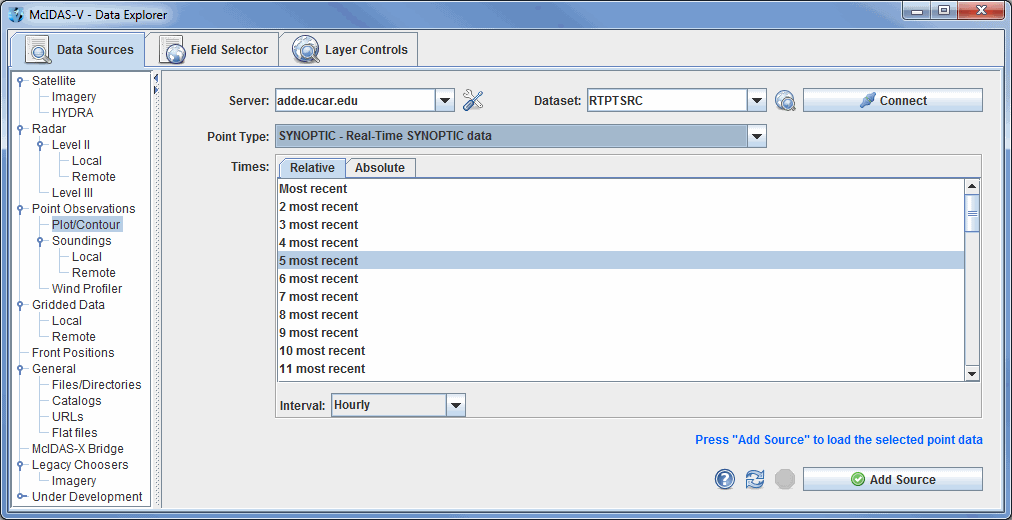 McIDAS-V - Data Explorer
Data Sources
Field Selector
Layer Controls
Satellite
Imagery
HYDRA
Radar
Level II
Local
Remote
Level III
Point Observations
Plot/Contour
Soundings
Local
Remote
Wind Profiler
Gridded Data
Local
Remote
Front Positions
General
Files/Directories
Catalogs
URLs
Flat files
McIDAS-X Bridge
Legacy Choosers
Imagery
Under Development
Server: adde.ucar.edu Dataset: RTPTSRC Connect
Point Type: SYNOPTIC - Real-Time SYNOPTIC data
Times: Relative Absolute
Most recent
2 most recent
3 most recent
4 most recent
5 most recent
6 most recent
7 most recent
8 most recent
9 most recent
10 most recent
11 most recent
Interval: Hourly
Press "Add Source" to load the selected point data
? Add Source